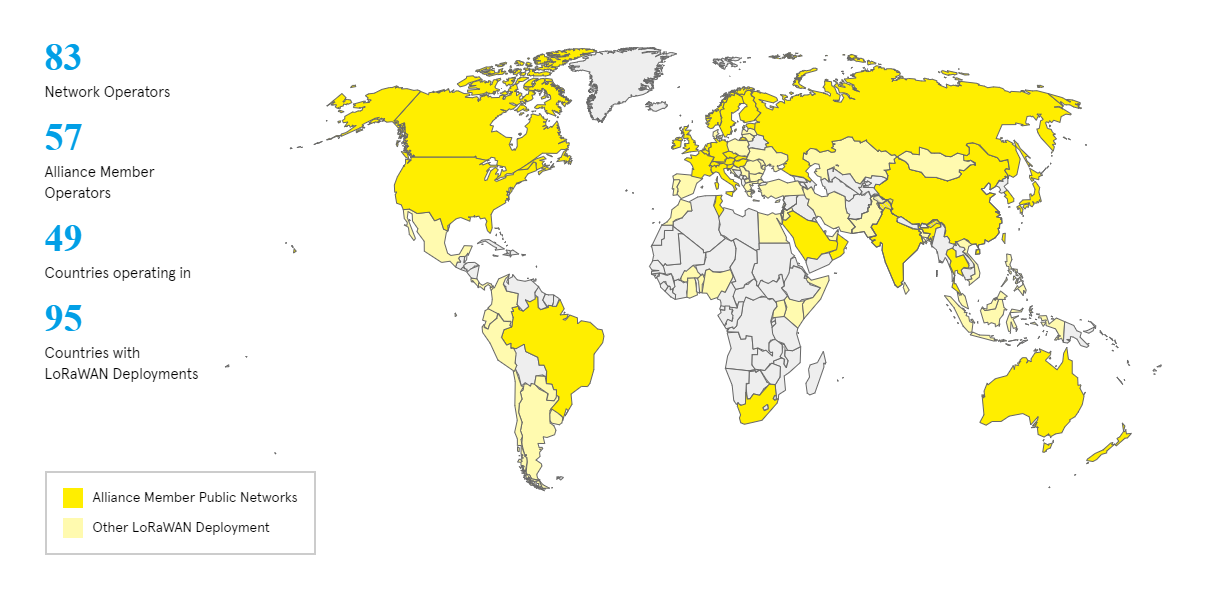 83
Network Operators
57
Alliance Member
Operators
49
Countries operating in
95
Countries with
LoRaWAN Deployments
Alliance Member Public Networks
Other LoRaWAN Deployment